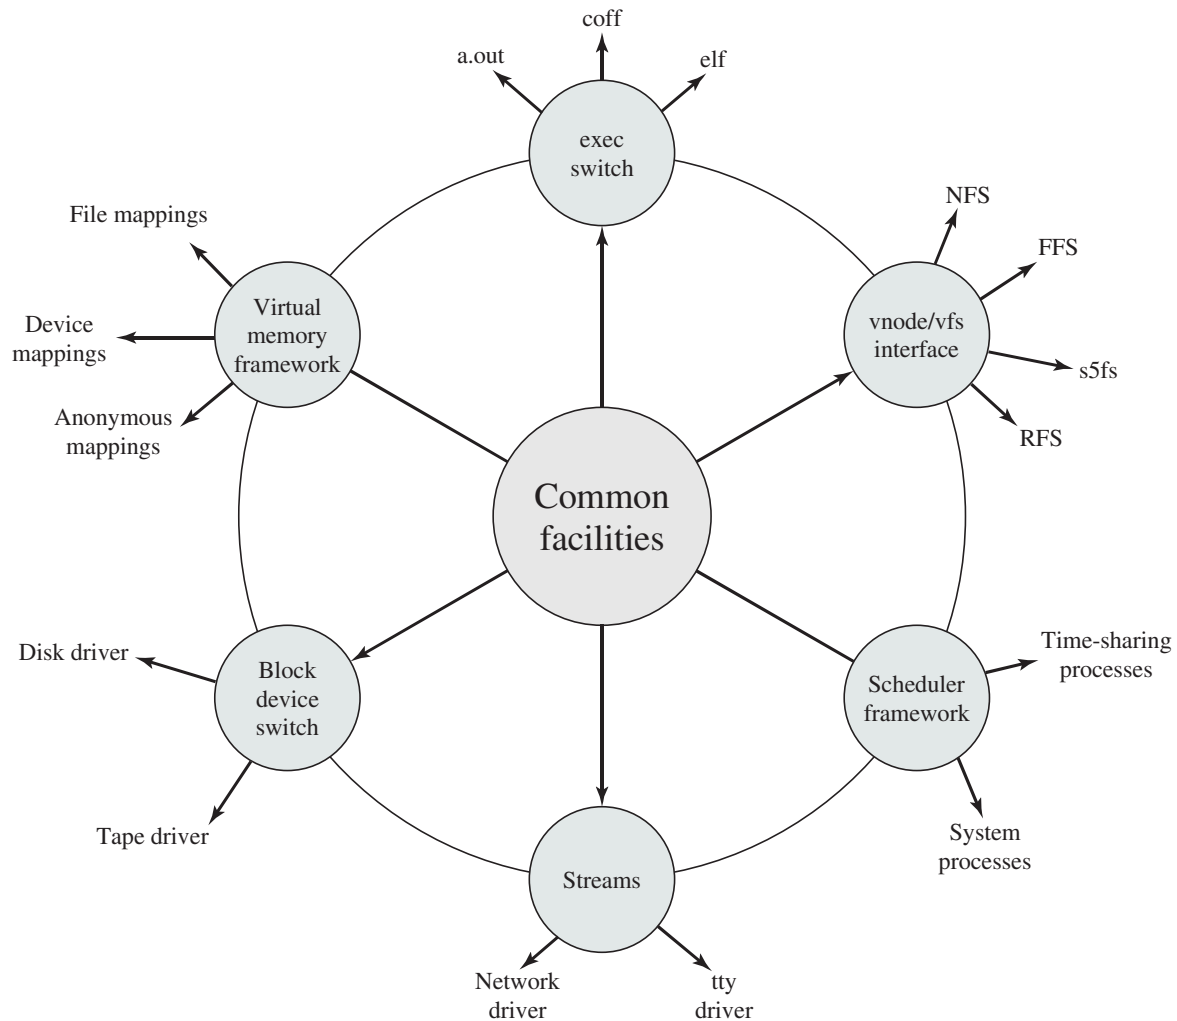 coff
a.out
elf
exec
switch
NFS
File mappings
FFS
Virtual
memory
framework
vnode/vfs
interface
Device
mappings
s5fs
Anonymous
mappings
RFS
Common
facilities
Disk driver
Time-sharing
processes
Block
device
switch
Scheduler
framework
Tape driver
System
processes
Streams
Network
driver
tty
driver